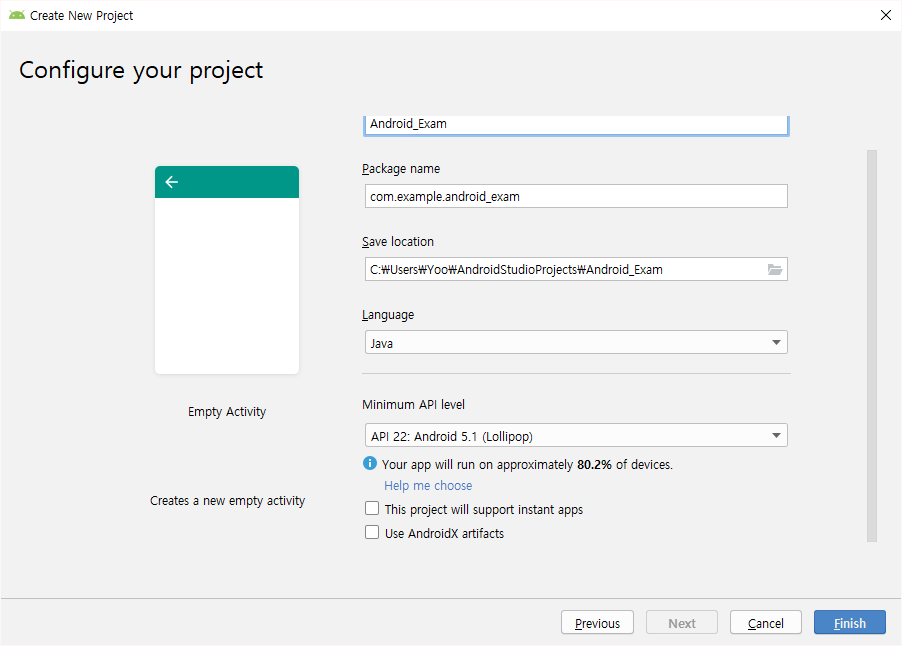 Create New Project
Configure your project
Android_Exam
Package name
com.example.android_exam
Save location
C:₩Users₩Yoo₩AndroidStudioProjects₩Android_Exam
Language
Java
Empty Activity
Minimum API level
API 22: Android 5.1 (Lollipop)
Your app will run on approximately 80.2% of devices.
Help me choose
Creates a new empty activity
This project will support instant apps
Use AndroidX artifacts
Previous
Next
Cancel
Finish